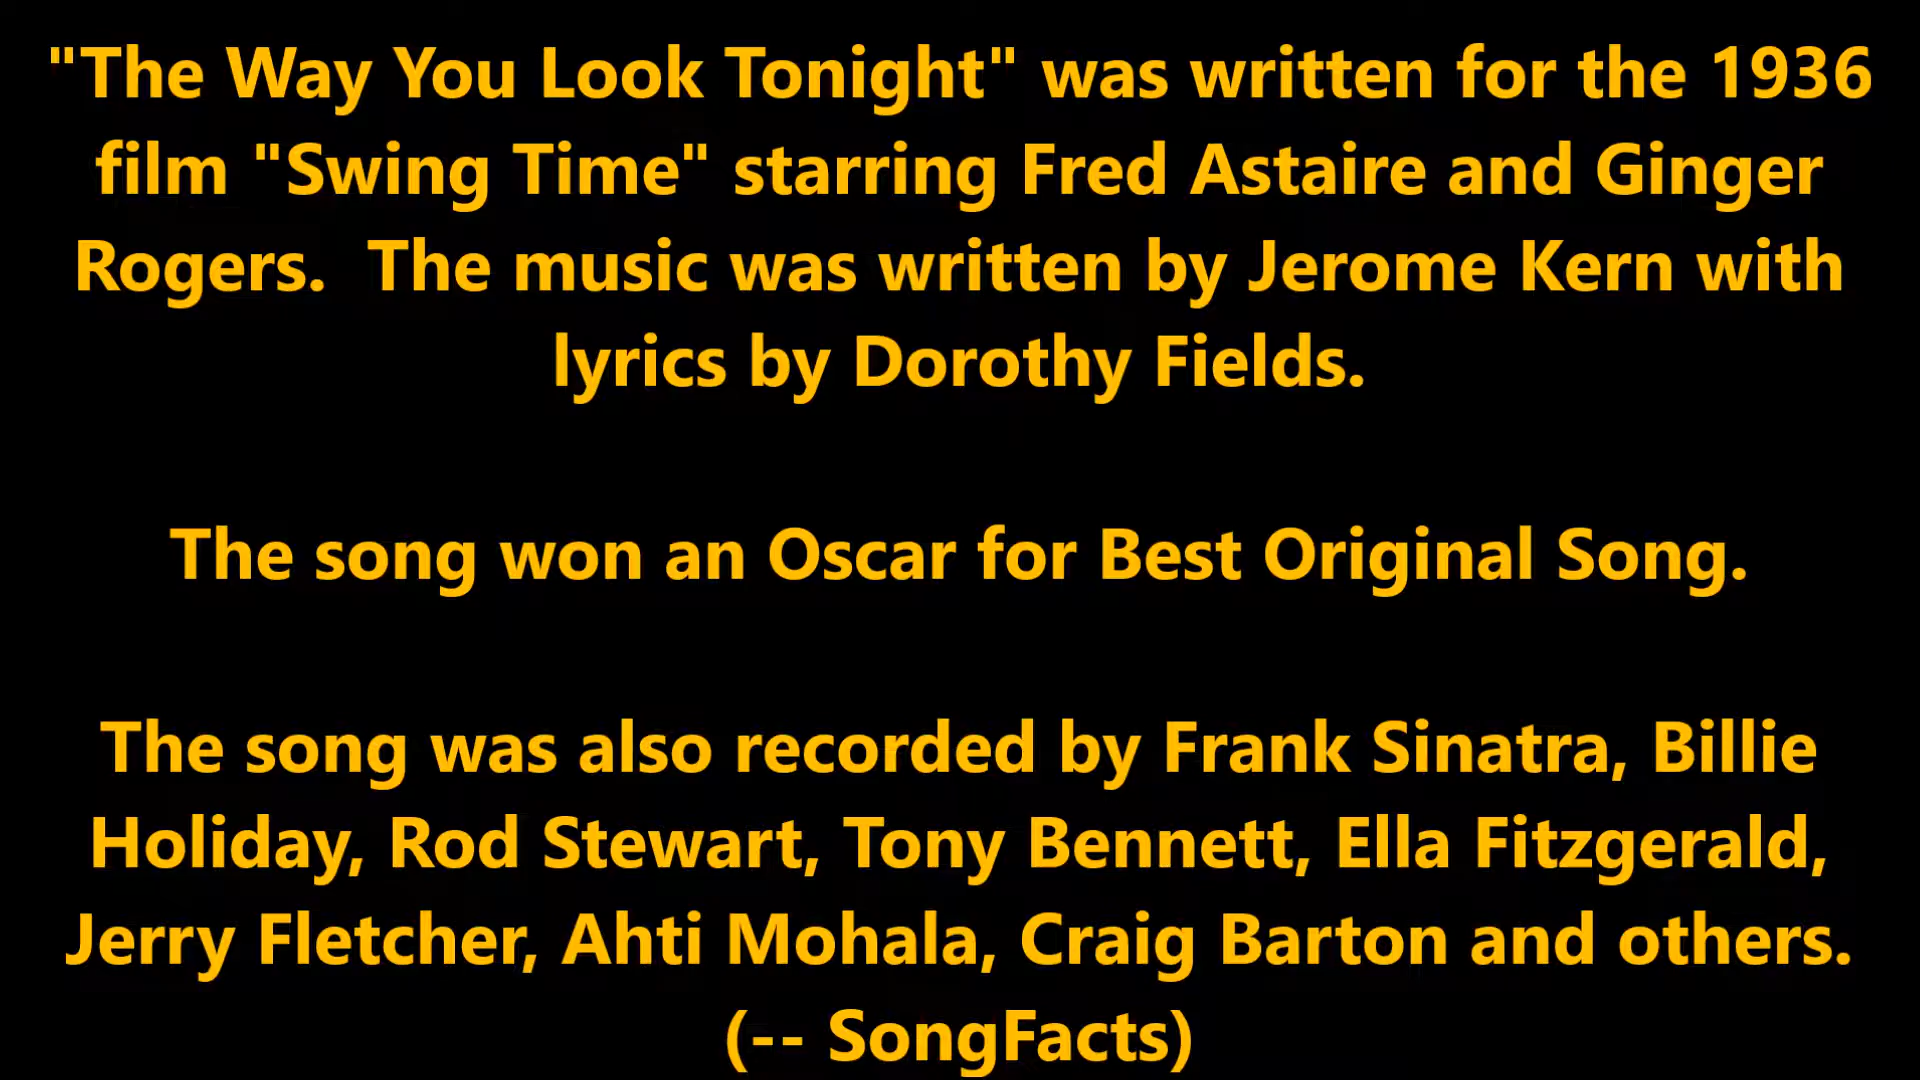 "The Way You Look Tonight" was written for the 1936
film "Swing Time" starring Fred Astaire and Ginger
Rogers.  The music was written by Jerome Kern with
lyrics by Dorothy Fields.
The song won an Oscar for Best Original Song.
The song was also recorded by Frank Sinatra, Billie
Holiday, Rod Stewart, Tony Bennett, Ella Fitzgerald,
Jerry Fletcher, Ahti Mohala, Craig Barton and others.
(-- SongFacts)